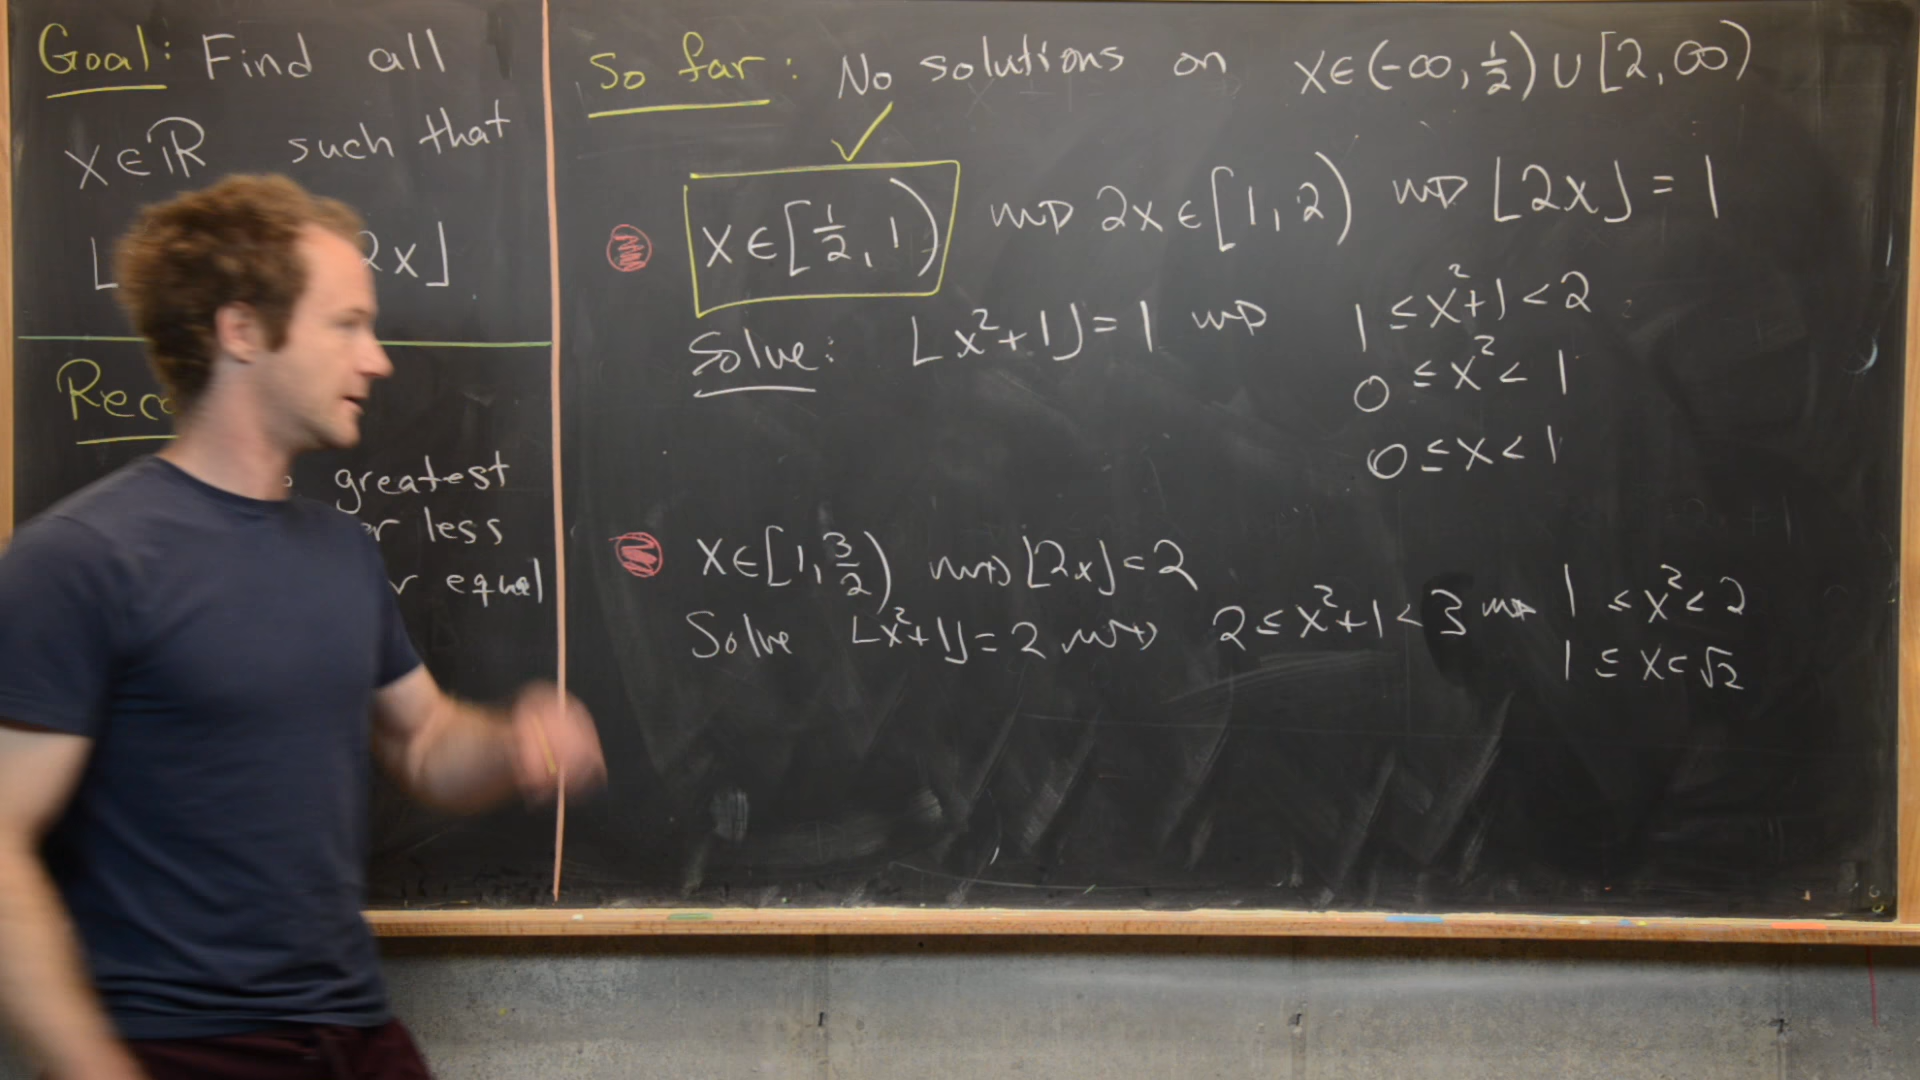 Goal: Find all
x∈ℝ such that
⌊ 2x⌋
greatest
less
equal
So far: No solutions on x∈(-∞, 1/2) ∪ [2, ∞)
✓
x∈[1/2, 1) ⇝ 2x∈[1, 2) ⇝ ⌊2x⌋ = 1
Solve: ⌊x²+1⌋ = 1 ⇝ 1 ≤ x²+1 < 2
0 ≤ x² < 1
0 ≤ x < 1
x∈[1, 3/2) ⇝ ⌊2x⌋ = 2
Solve ⌊x²+1⌋ = 2 ⇝ 2 ≤ x²+1 < 3 ⇝ 1 ≤ x² < 2
1 ≤ x < √2